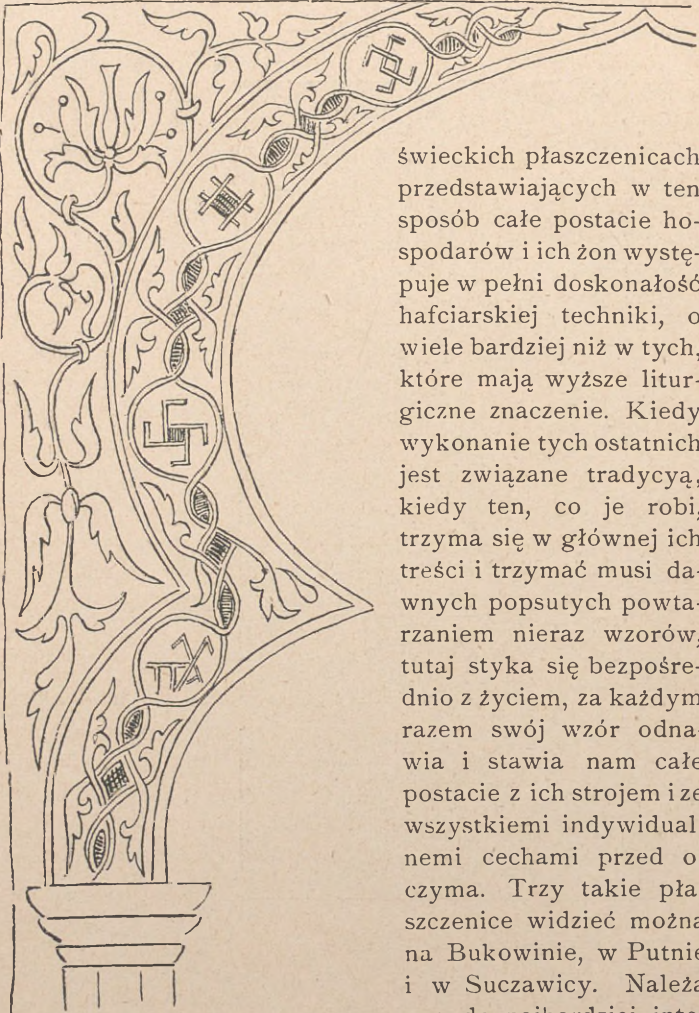 świeckich płaszczenicach
przedstawiających w ten
sposób całe postacie ho-
spodarów i ich żon wystę-
puje w pełni doskonałość
hafciarskiej techniki, o
wiele bardziej niż w tych,
które mają wyższe litur-
giczne znaczenie. Kiedy
wykonanie tych ostatnich
jest związane tradycyą,
kiedy ten, co je robi,
trzyma się w głównej ich
treści i trzymać musi da-
wnych popsutych powta-
rzaniem nieraz wzorów,
tutaj styka się bezpośre-
dnio z życiem, za każdym
razem swój wzór odna-
wia i stawia nam całe
postacie z ich strojem i ze
wszystkiemi indywidual
nemi cechami przed o
czyma. Trzy takie pła
szczenice widzieć można
na Bukowinie, w Putnie
i w Suczawicy. Należą